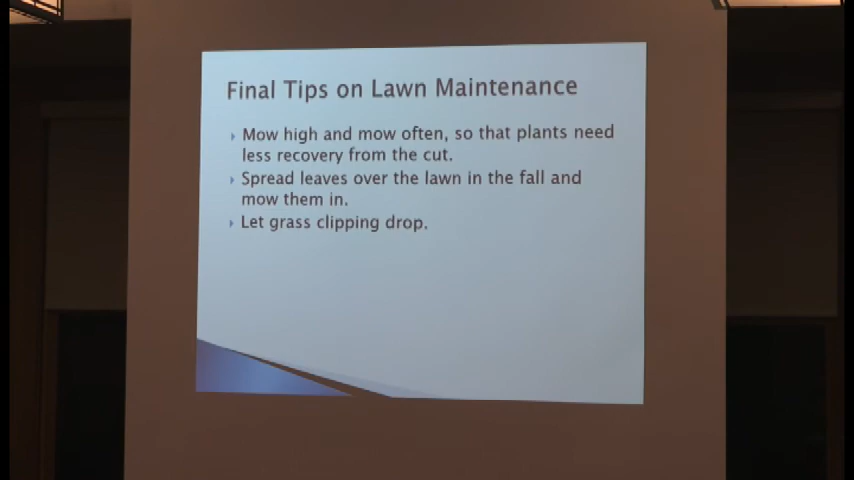 Final Tips on Lawn Maintenance
Mow high and mow often, so that plants need
less recovery from the cut.
Spread leaves over the lawn in the fall and
mow them in.
Let grass clipping drop.